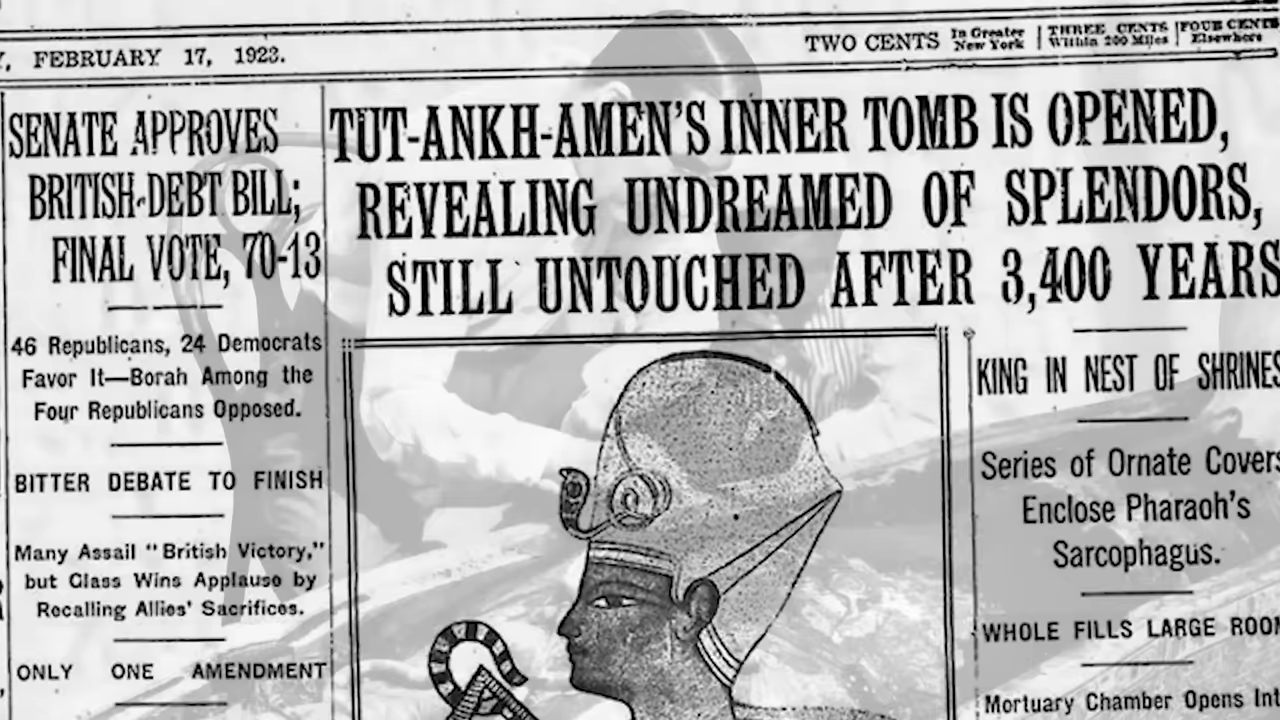 FEBRUARY 17, 1923.
TWO CENTS In Greater New York | THREE CENTS Within 200 Miles | FOUR CENTS Elsewhere
SENATE APPROVES
BRITISH-DEBT BILL;
FINAL VOTE, 70-13
46 Republicans, 24 Democrats
Favor It—Borah Among the
Four Republicans Opposed.
BITTER DEBATE TO FINISH
Many Assail "British Victory,"
but Glass Wins Applause by
Recalling Allies' Sacrifices.
ONLY ONE AMENDMENT
TUT-ANKH-AMEN'S INNER TOMB IS OPENED,
REVEALING UNDREAMED OF SPLENDORS,
STILL UNTOUCHED AFTER 3,400 YEARS
KING IN NEST OF SHRINES
Series of Ornate Covers
Enclose Pharaoh's
Sarcophagus.
WHOLE FILLS LARGE ROOM
Mortuary Chamber Opens Int